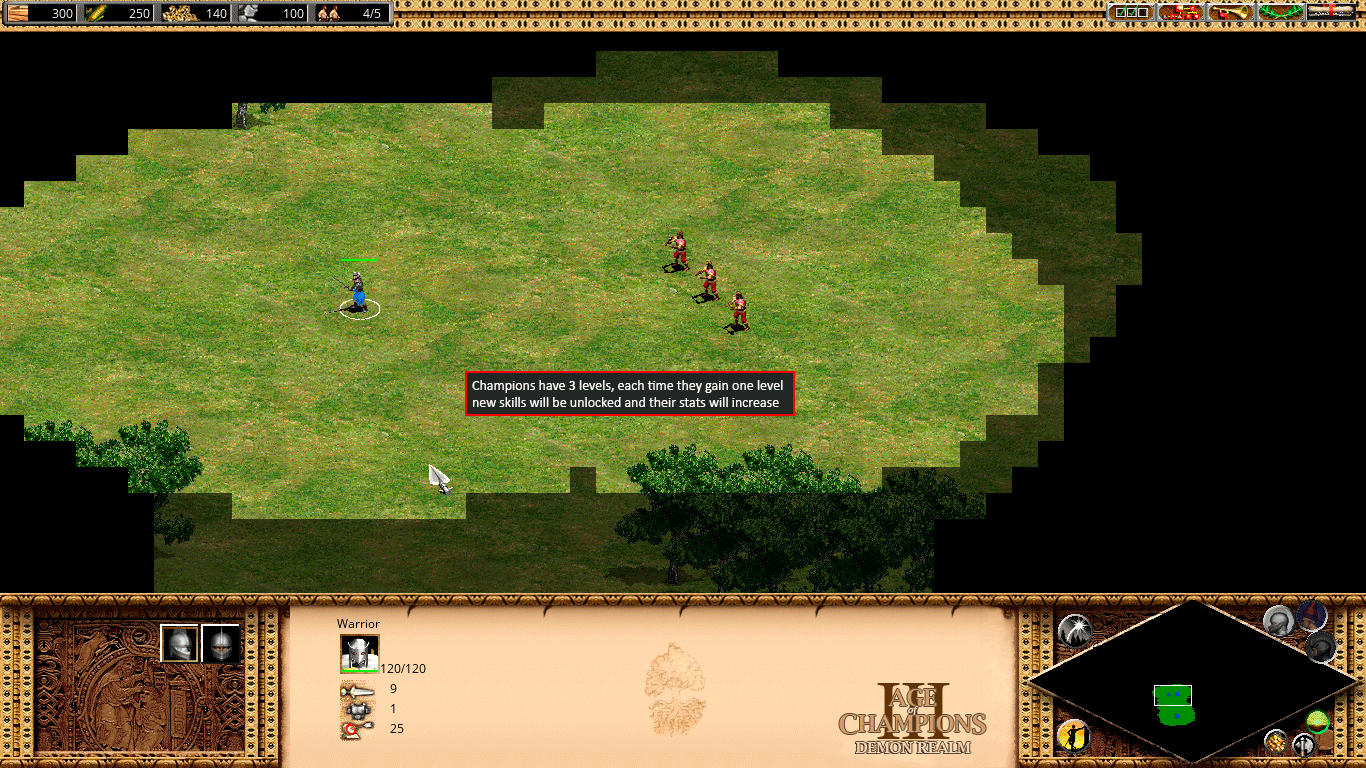 300 250 140 100 4/5
Champions have 3 levels, each time they gain one level
new skills will be unlocked and their stats will increase
Warrior
120/120
9
1
25
III
AGE
of
CHAMPIONS
DEMON REALM